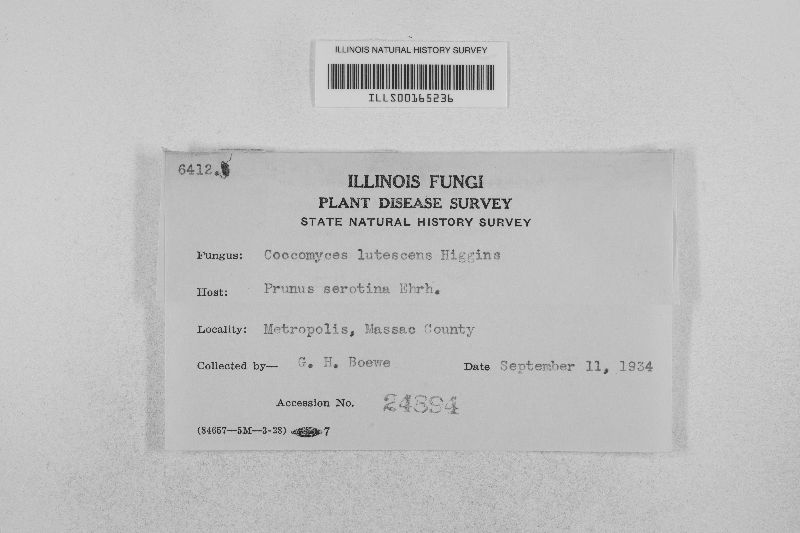 ILLINOIS NATURAL HISTORY SURVEY
ILLS00165236
6412.
ILLINOIS FUNGI
PLANT DISEASE SURVEY
STATE NATURAL HISTORY SURVEY
Fungus: Coccomyces lutescens Higgins
Host: Prunus serotina Ehrh.
Locality: Metropolis, Massac County
Collected by— G. H. Boewe Date September 11, 1934
Accession No. 24894
(84657—5M—3-28) 7